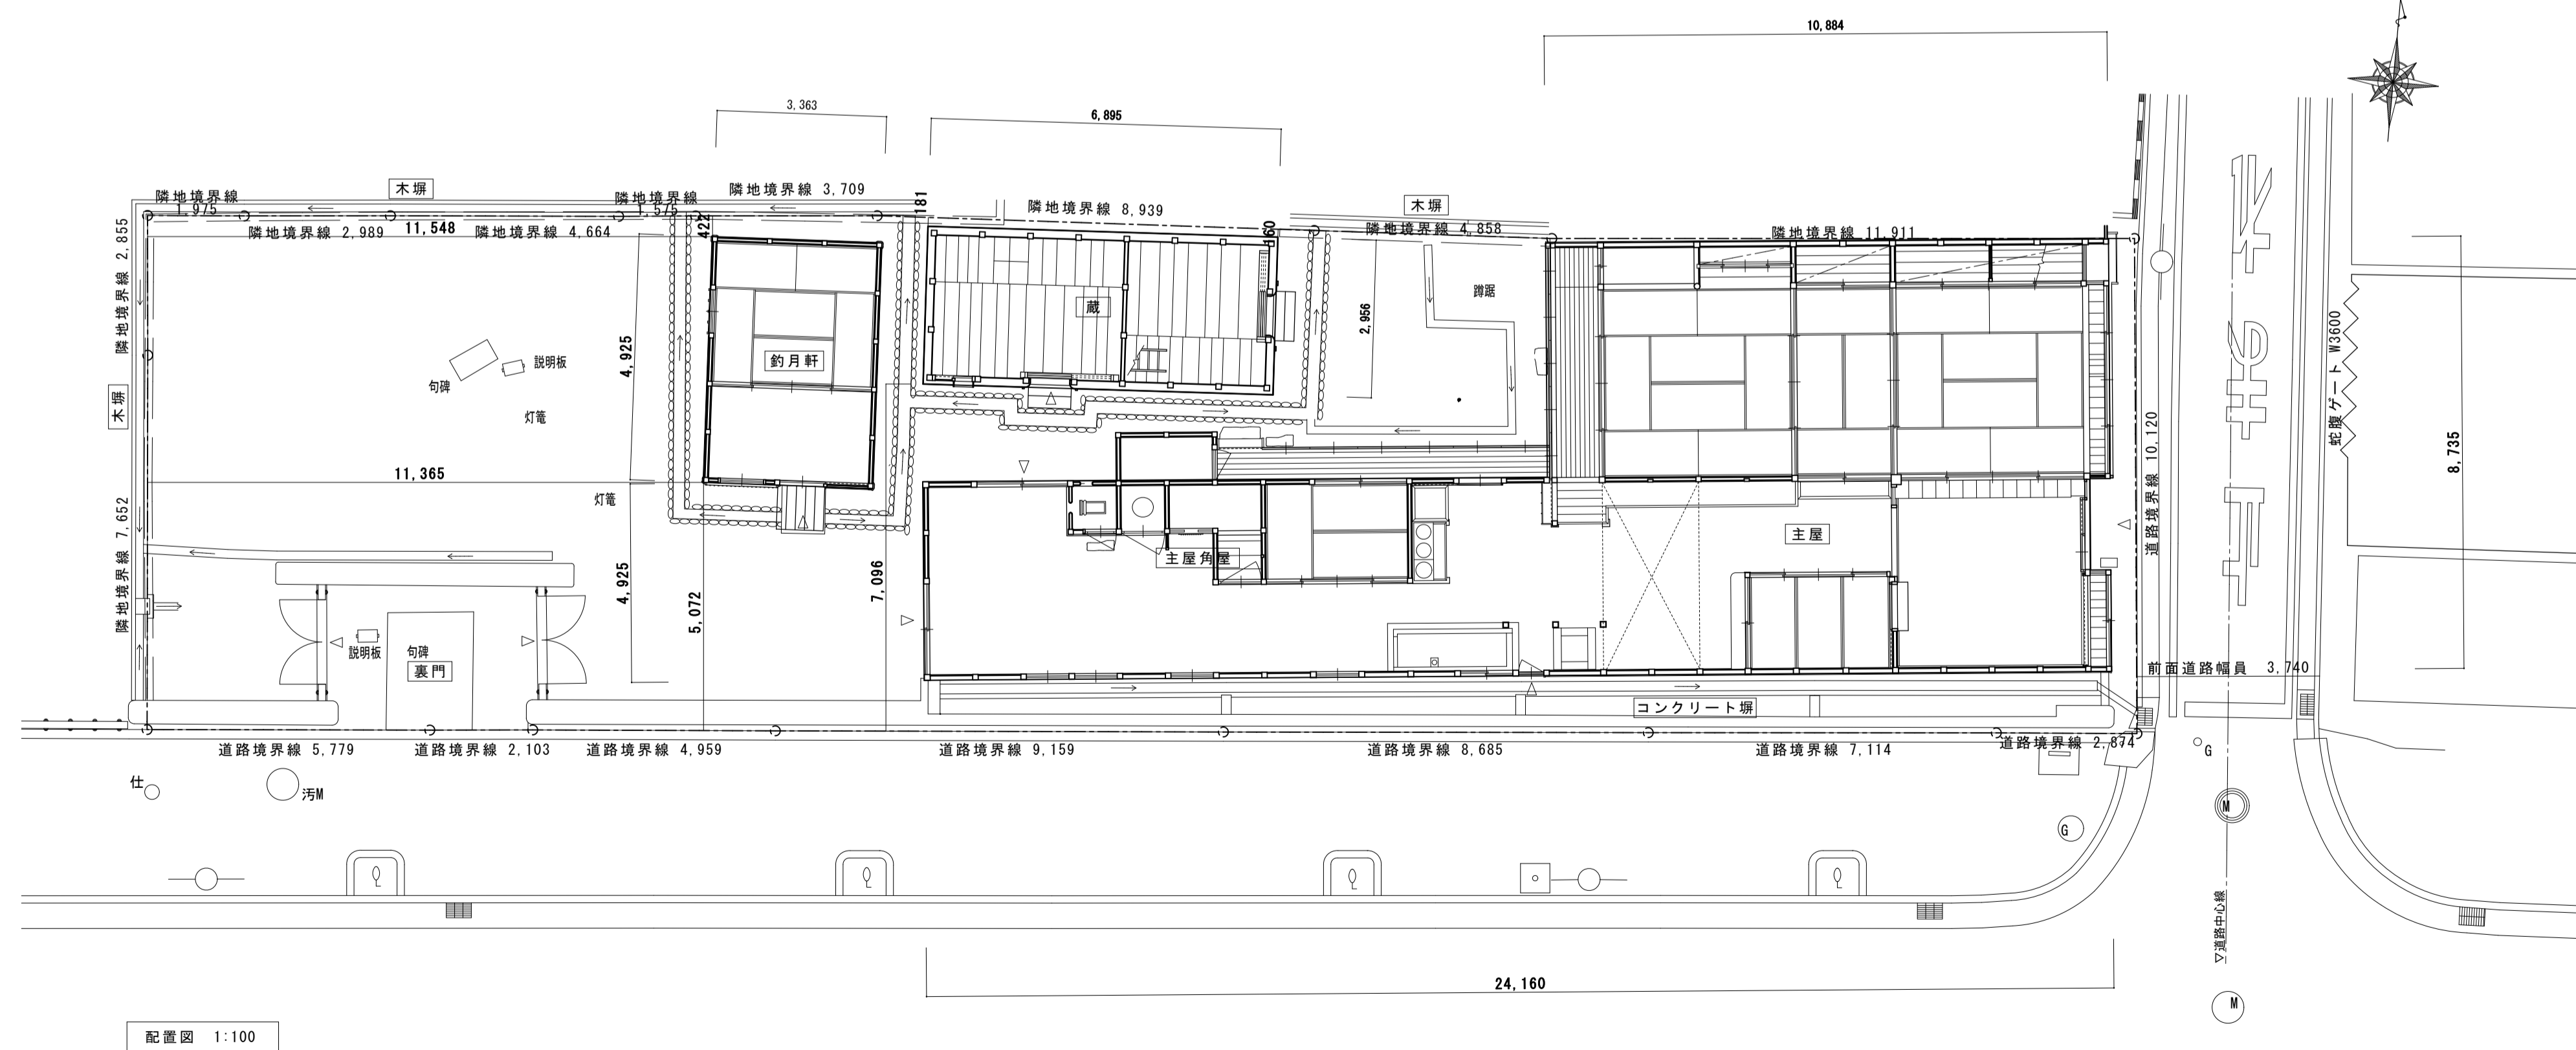 10,884
3,363
6,895
木塀
隣地境界線
1,975
隣地境界線
1,575
隣地境界線 3,709
422
181
隣地境界線 8,939
160
木塀
隣地境界線 4,858
隣地境界線 11,911
隣地境界線 2,989
11,548
隣地境界線 4,664
隣地境界線 2,855
木塀
隣地境界線 7,652
句碑
説明板
灯篭
灯篭
11,365
4,925
釣月軒
蔵
2,956
蹲踞
4,925
5,072
7,096
主屋角屋
主屋
説明板
句碑
裏門
コンクリート塀
道路境界線 10,120
蛇腹ゲート W3600
8,735
前面道路幅員 3,740
止まれ
道路境界線 5,779
道路境界線 2,103
道路境界線 4,959
道路境界線 9,159
道路境界線 8,685
道路境界線 7,114
道路境界線 2,874
G
仕
汚M
M
G
▽道路中心線
24,160
M
配置図 1:100